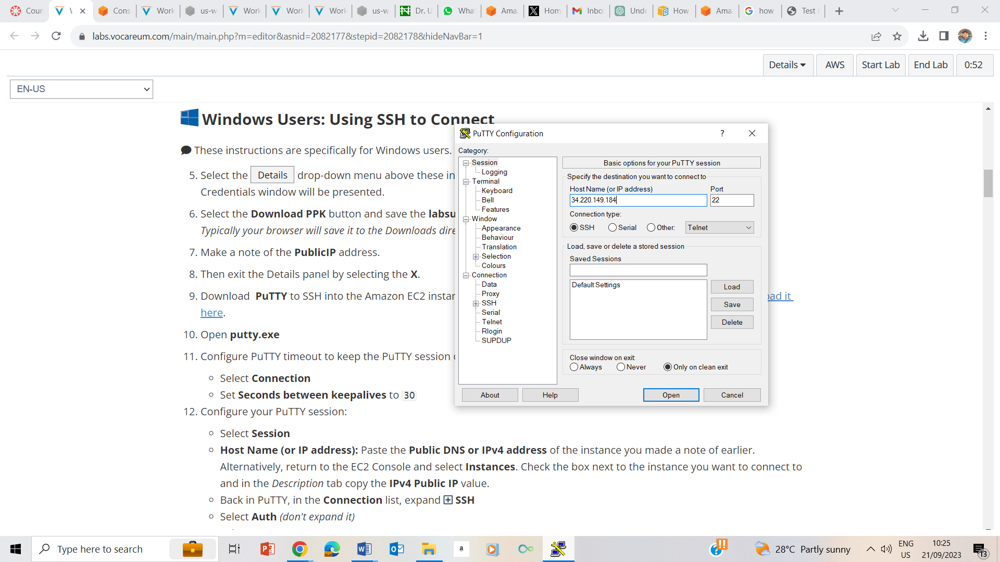 Cour
V
Cons
Work
us-w
Work
Work
Work
us-w
Dr. U
What
Ama
Hom
Inbo
Unde
How
Ama
how
Test
labs.vocareum.com/main/main.php?m=editor&asnid=2082177&stepid=2082178&hideNavBar=1
Details
AWS
Start Lab
End Lab
0:52
EN-US
Windows Users: Using SSH to Connect
These instructions are specifically for Windows users.
5. Select the Details drop-down menu above these in
Credentials window will be presented.
6. Select the Download PPK button and save the labsu
Typically your browser will save it to the Downloads dire
7. Make a note of the PublicIP address.
8. Then exit the Details panel by selecting the X.
9. Download PuTTY to SSH into the Amazon EC2 instan
ad it
here.
10. Open putty.exe
11. Configure PuTTY timeout to keep the PuTTY session
Select Connection
Set Seconds between keepalives to 30
12. Configure your PuTTY session:
Select Session
Host Name (or IP address): Paste the Public DNS or IPv4 address of the instance you made a note of earlier.
Alternatively, return to the EC2 Console and select Instances. Check the box next to the instance you want to connect to
and in the Description tab copy the IPv4 Public IP value.
Back in PuTTY, in the Connection list, expand SSH
Select Auth (don't expand it)
PuTTY Configuration
?
Category:
Session
Logging
Terminal
Keyboard
Bell
Features
Window
Appearance
Behaviour
Translation
Selection
Colours
Connection
Data
Proxy
SSH
Serial
Telnet
Rlogin
SUPDUP
Basic options for your PuTTY session
Specify the destination you want to connect to
Host Name (or IP address)
Port
34.220.149.184
22
Connection type:
SSH
Serial
Other:
Telnet
Load, save or delete a stored session
Saved Sessions
Default Settings
Load
Save
Delete
Close window on exit:
Always
Never
Only on clean exit
About
Help
Open
Cancel
Type here to search
28°C Partly sunny
ENG
US
10:25
21/09/2023
13